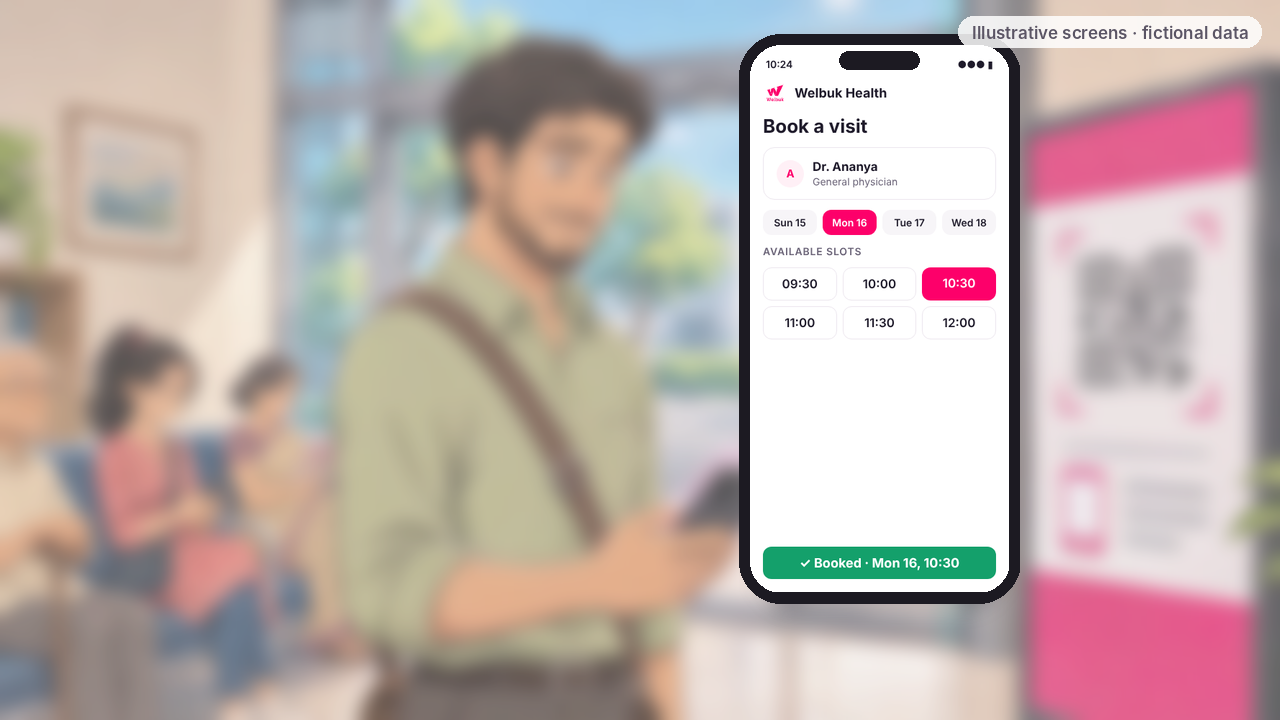 Illustrative screens · fictional data
10:24
Welbuk
Welbuk Health
Book a visit
A
Dr. Ananya
General physician
Sun 15
Mon 16
Tue 17
Wed 18
AVAILABLE SLOTS
09:30
10:00
10:30
11:00
11:30
12:00
✓ Booked · Mon 16, 10:30